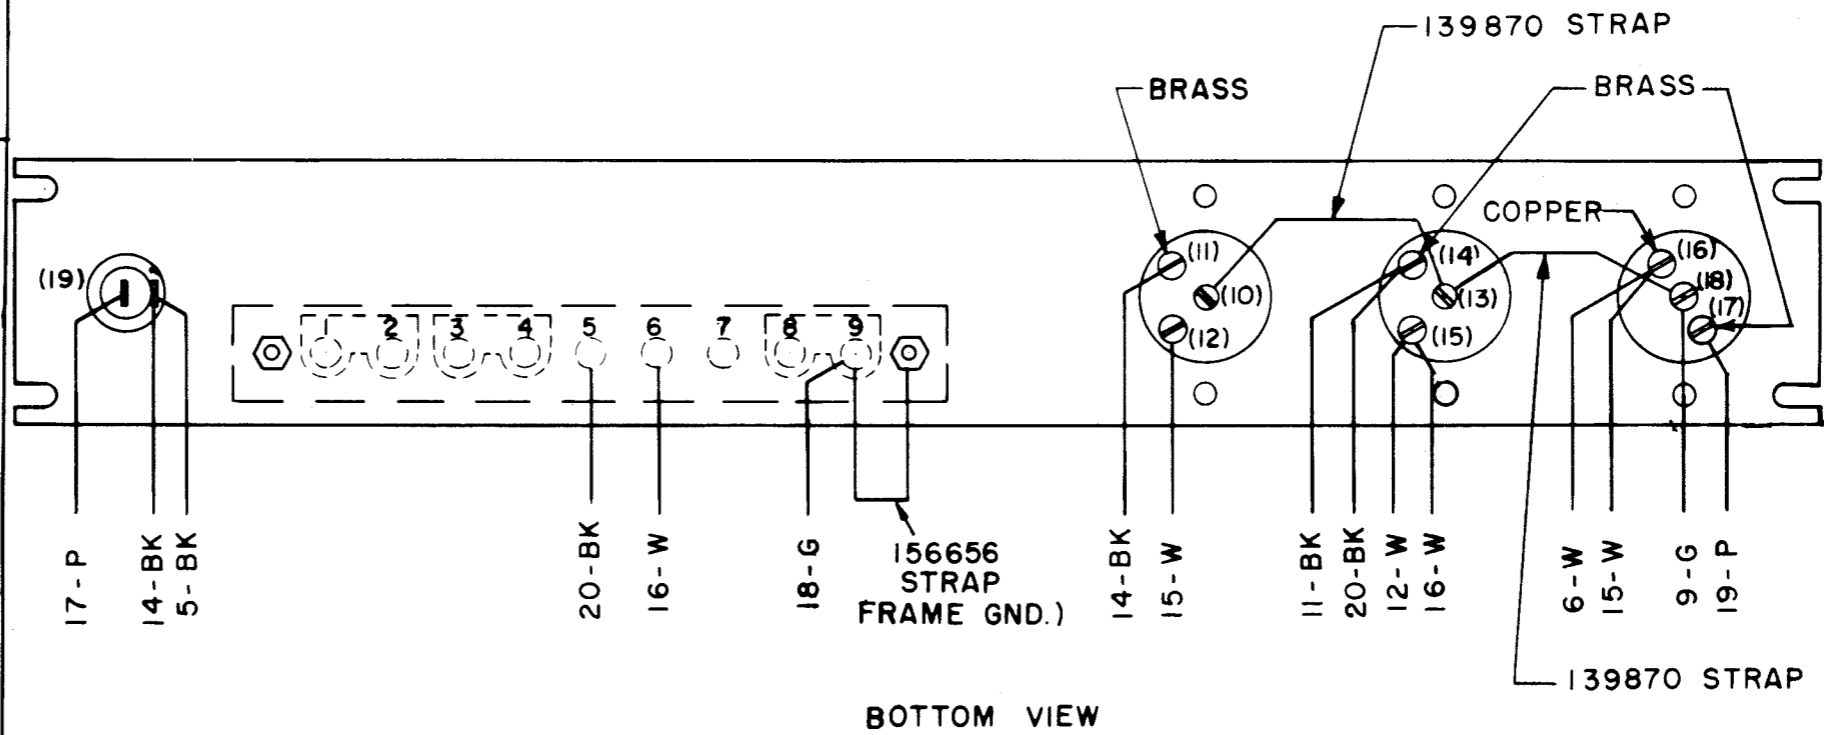 139870 STRAP
BRASS
BRASS
COPPER
(11)
(14)
(16)
(19)
(10)
(13)
(18)
(17)
(12)
(15)
2 3 4 5 6 7 8 9
17-P
14-BK
5-BK
20-BK
16-W
18-G
156656
STRAP
FRAME GND.)
14-BK
15-W
11-BK
20-BK
12-W
16-W
6-W
15-W
9-G
19-P
139870 STRAP
BOTTOM VIEW